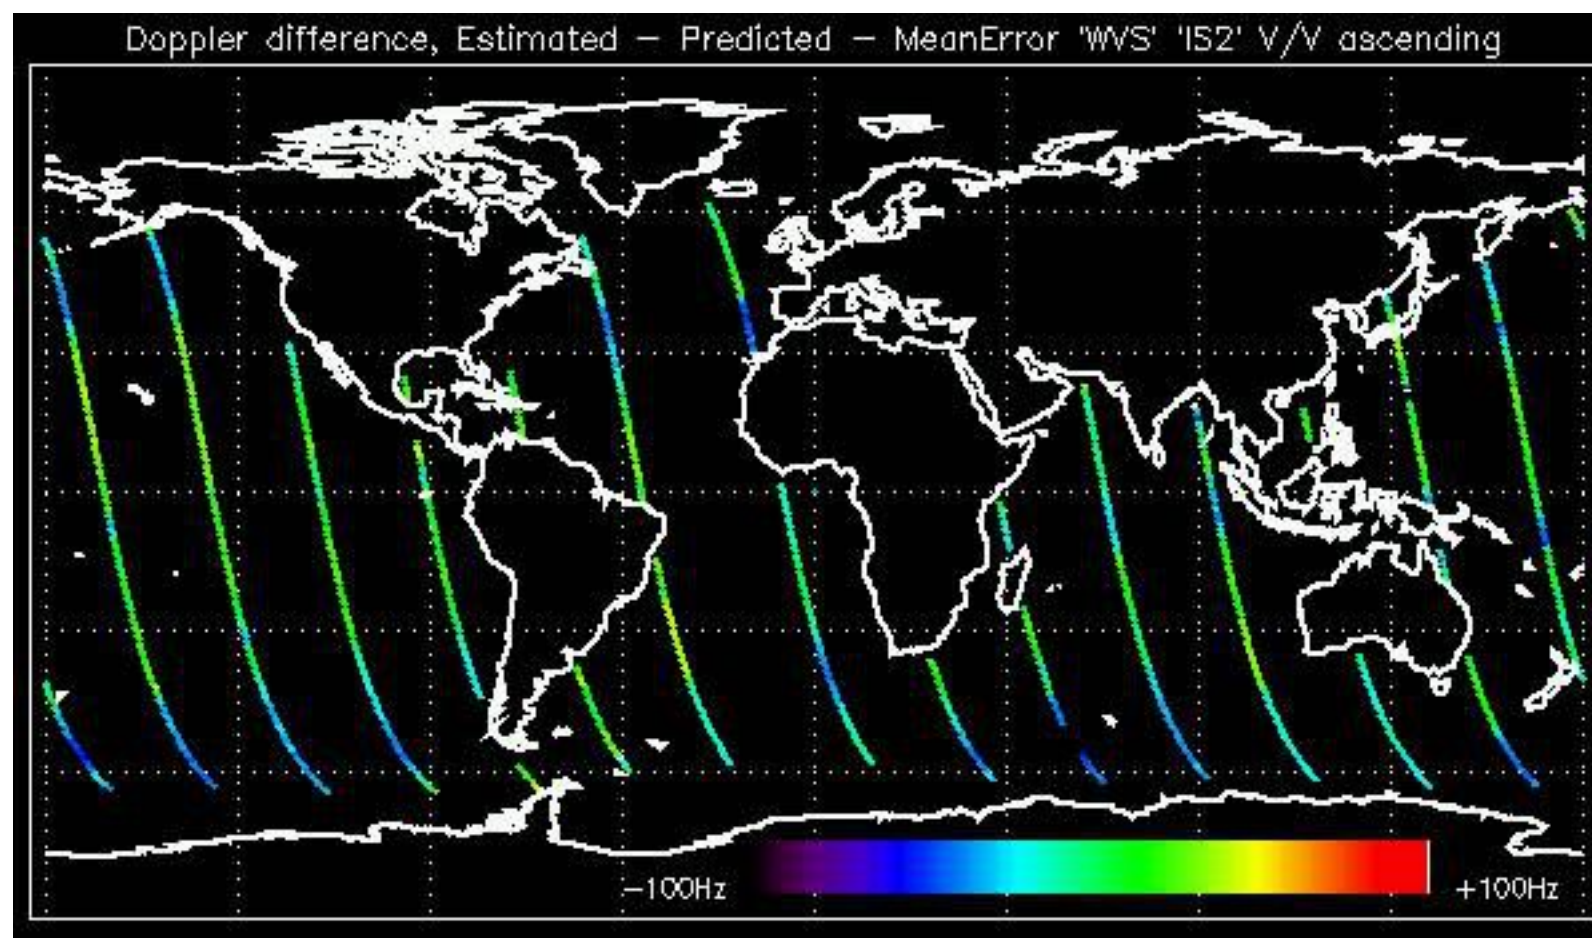 Doppler difference, Estimated - Predicted - MeanError 'WVS' 'IS2' V/V ascending
-100Hz
+100Hz